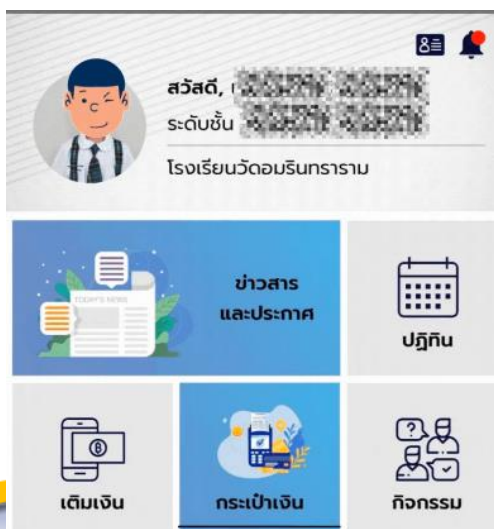 สวัสดี,
ระดับชั้น
โรงเรียนวัดอมรินทราราม
TODAY'S NEWS
ข่าวสาร
และประกาศ
ปฏิทิน
เติมเงิน
กระเป๋าเงิน
กิจกรรม